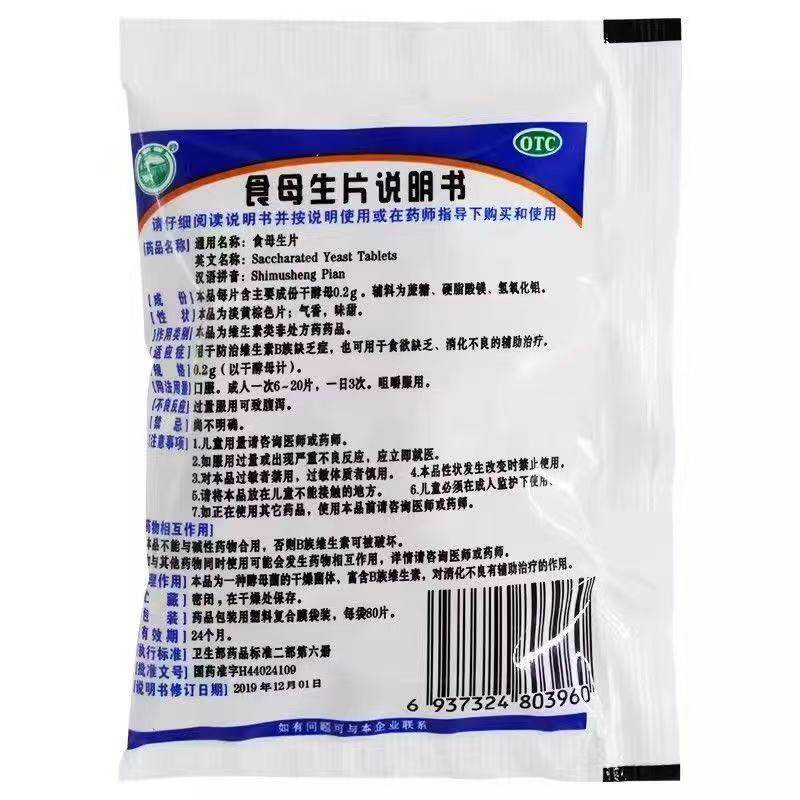 OTC
食母生片说明书
请仔细阅读说明书并按说明使用或在药师指导下购买和使用
[药品名称] 通用名称：食母生片
英文名称：Saccharated Yeast Tablets
汉语拼音：Shimusheng Pian
[成 份] 本品每片含主要成份干酵母0.2g。辅料为蔗糖、硬脂酸镁、氢氧化铝。
[性 状] 本品为淡黄棕色片；气香，味甜。
[作用类别] 本品为维生素类非处方药药品。
[适应症] 用于防治维生素B族缺乏症，也可用于食欲缺乏、消化不良的辅助治疗。
规 格] 0.2g（以干酵母计）。
[用法用量] 口服。成人一次6~20片，一日3次。咀嚼服用。
[不良反应] 过量服用可致腹泻。
[禁 忌] 尚不明确。
[注意事项] 1.儿童用量请咨询医师或药师。
2.如服用过量或出现严重不良反应，应立即就医。
3.对本品过敏者禁用，过敏体质者慎用。 4.本品性状发生改变时禁止使用。
5.请将本品放在儿童不能接触的地方。 6.儿童必须在成人监护下使用。
7.如正在使用其它药品，使用本品前请咨询医师或药师。
药物相互作用]
本品不能与碱性药物合用，否则B族维生素可被破坏。
与其他药物同时使用可能会发生药物相互作用，详情请咨询医师或药师。
理作用] 本品为一种酵母菌的干燥菌体，富含B族维生素，对消化不良有辅助治疗的作用。
贮 藏] 密闭，在干燥处保存。
包 装] 药品包装用塑料复合膜袋装，每袋80片。
有效期] 24个月。
执行标准] 卫生部药品标准二部第六册
批准文号] 国药准字H44024109
说明书修订日期] 2019年12月01日
6 937324 803960
如有问题可与本企业联系